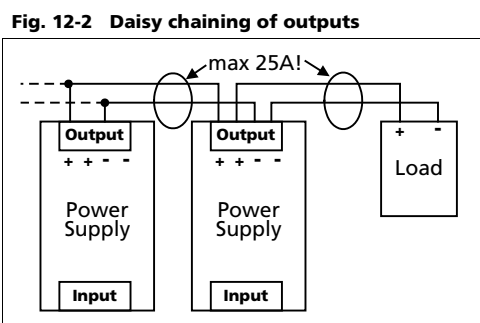 Fig. 12-2 Daisy chaining of outputs
max 25A!
Output
+ + - -
Power
Supply
Input
Output
+ + - -
Power
Supply
Input
+ -
Load